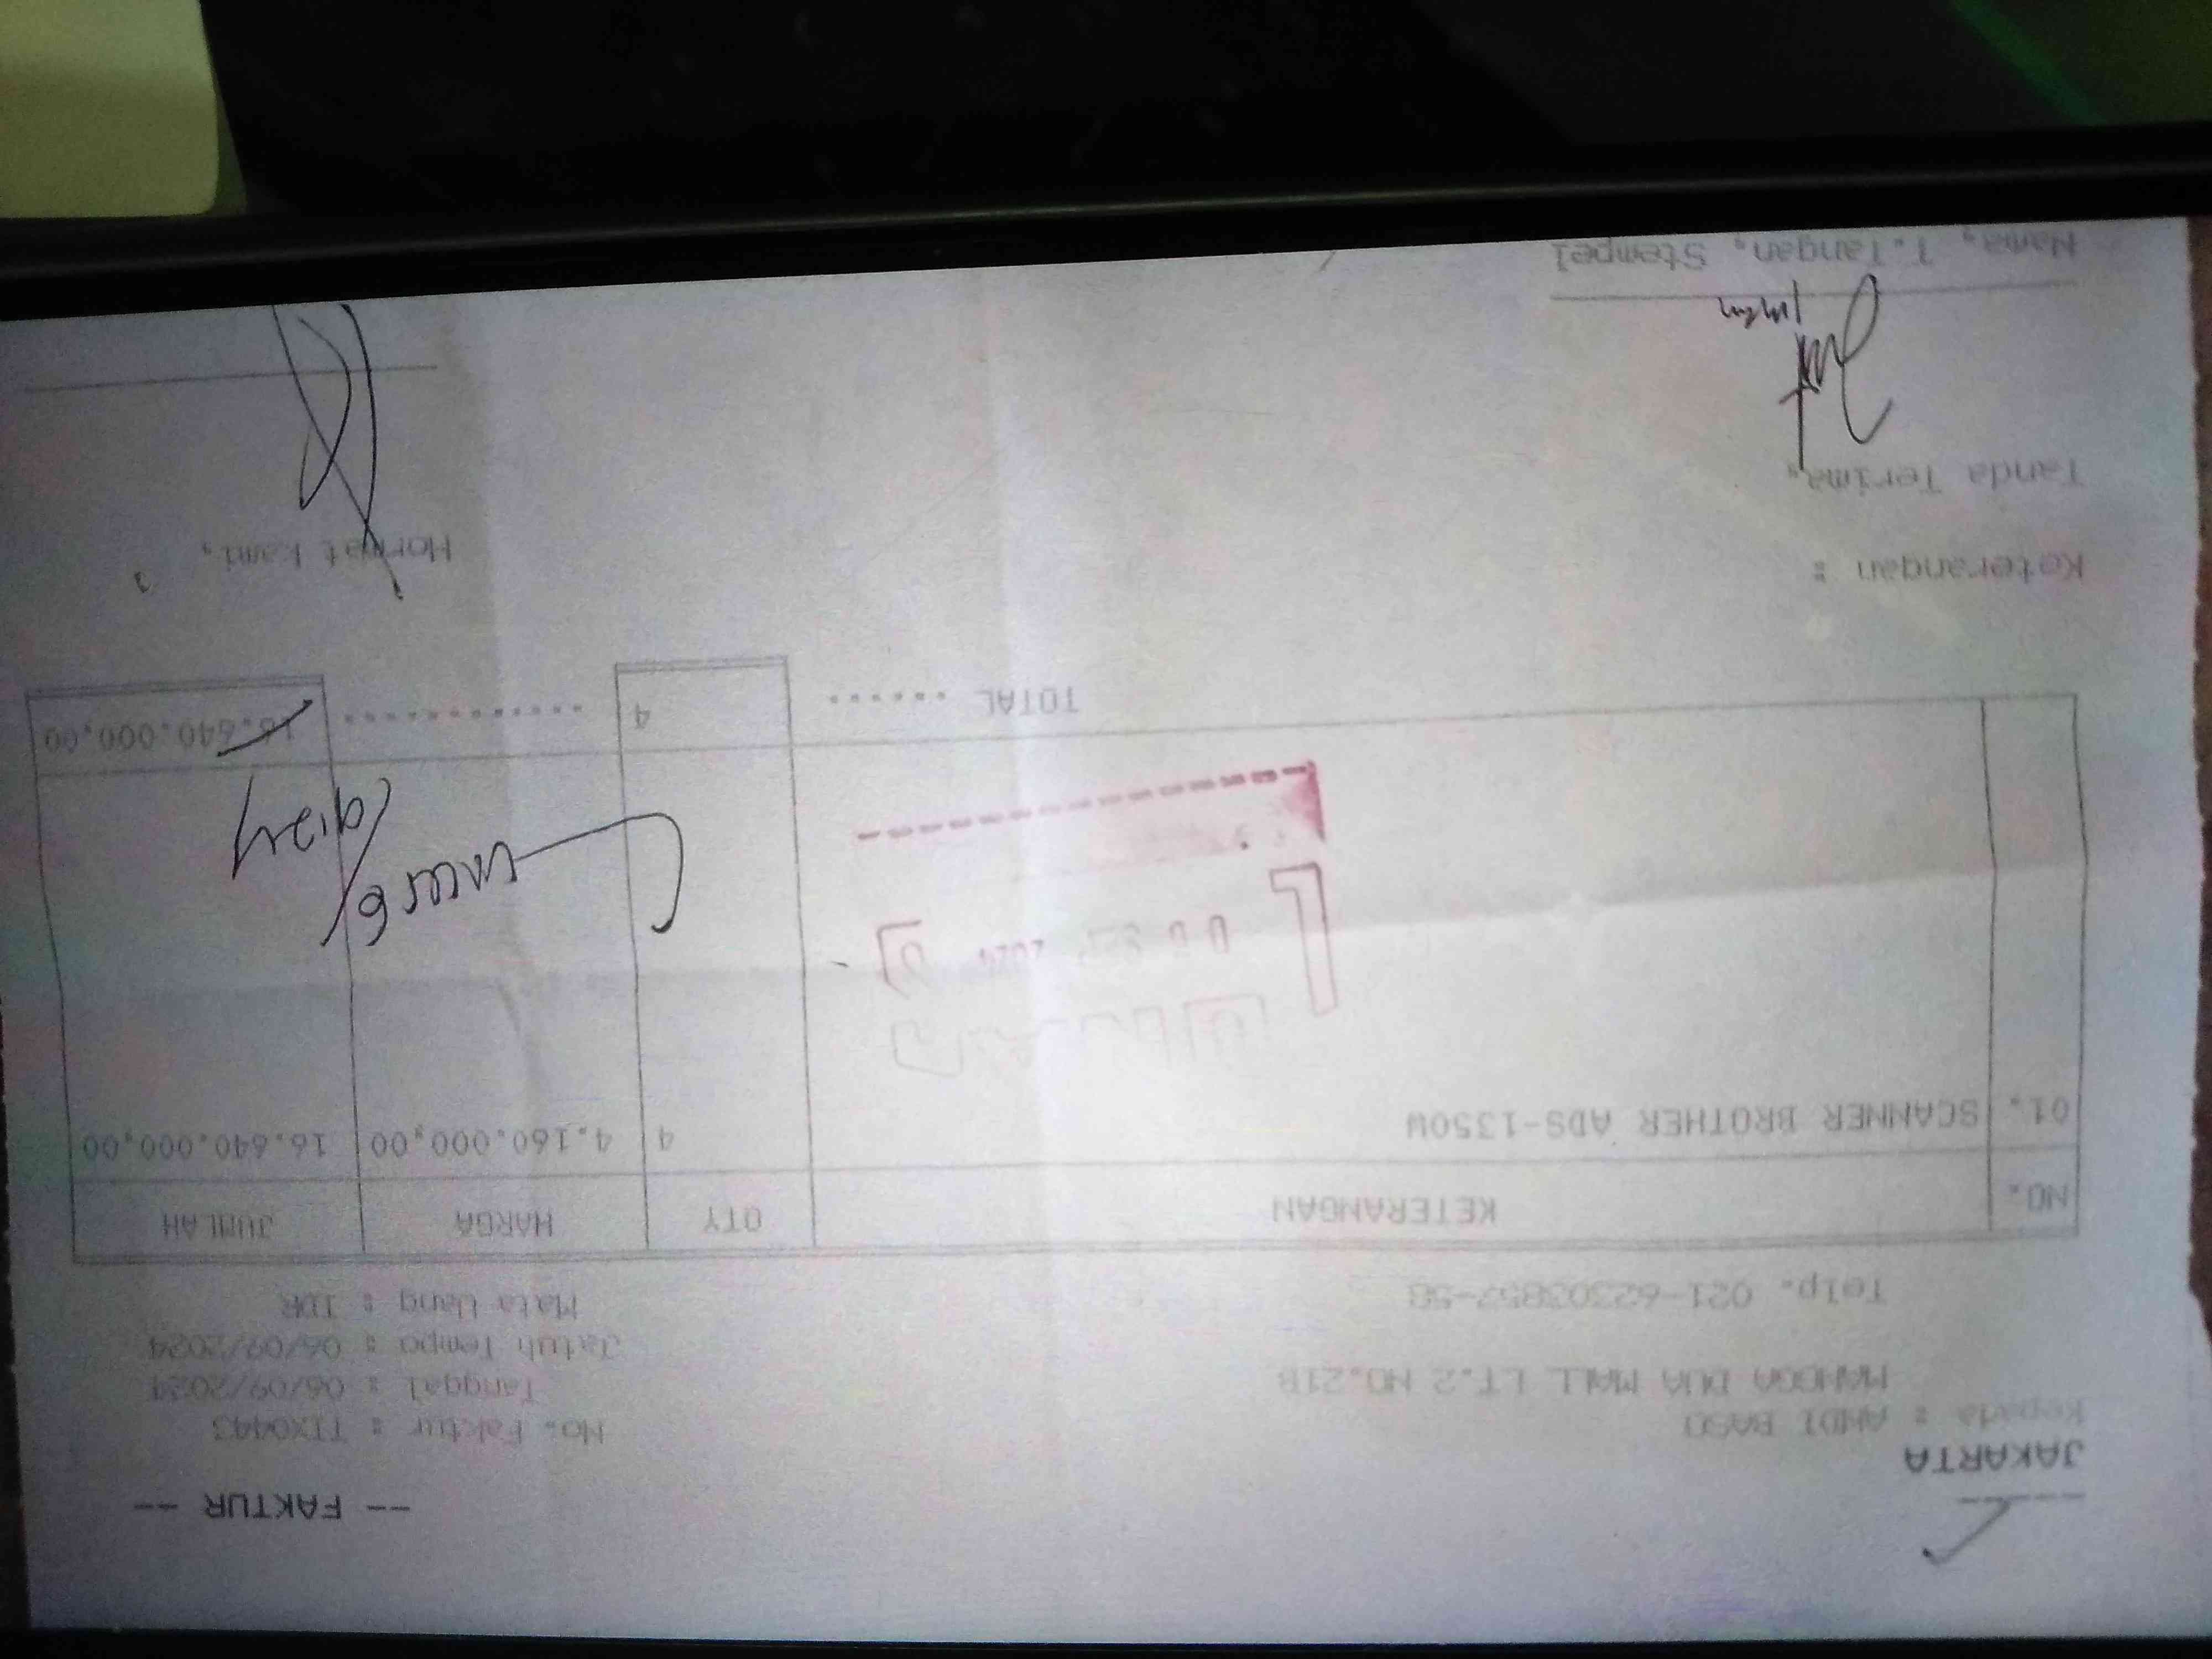 -- FAKTUR --
JAKARTA
Kepada : ANDI BASO
MANGGA DUA MALL LT.2 NO.21B
Telp. 021-62303857-58
No. Faktur : TIX0443
Tanggal : 06/09/2024
Jatuh Tempo : 06/09/2024
Mata Uang : IDR
NO. KETERANGAN QTY HARGA JUMLAH
01. SCANNER BROTHER ADS-1350W 4 4.160.000,00 16.640.000,00
2024
TOTAL ...... 4 ............ 16.640.000,00
Keterangan :
Tanda Terima, Hormat Kami,
Nama, T.Tangan, Stempel